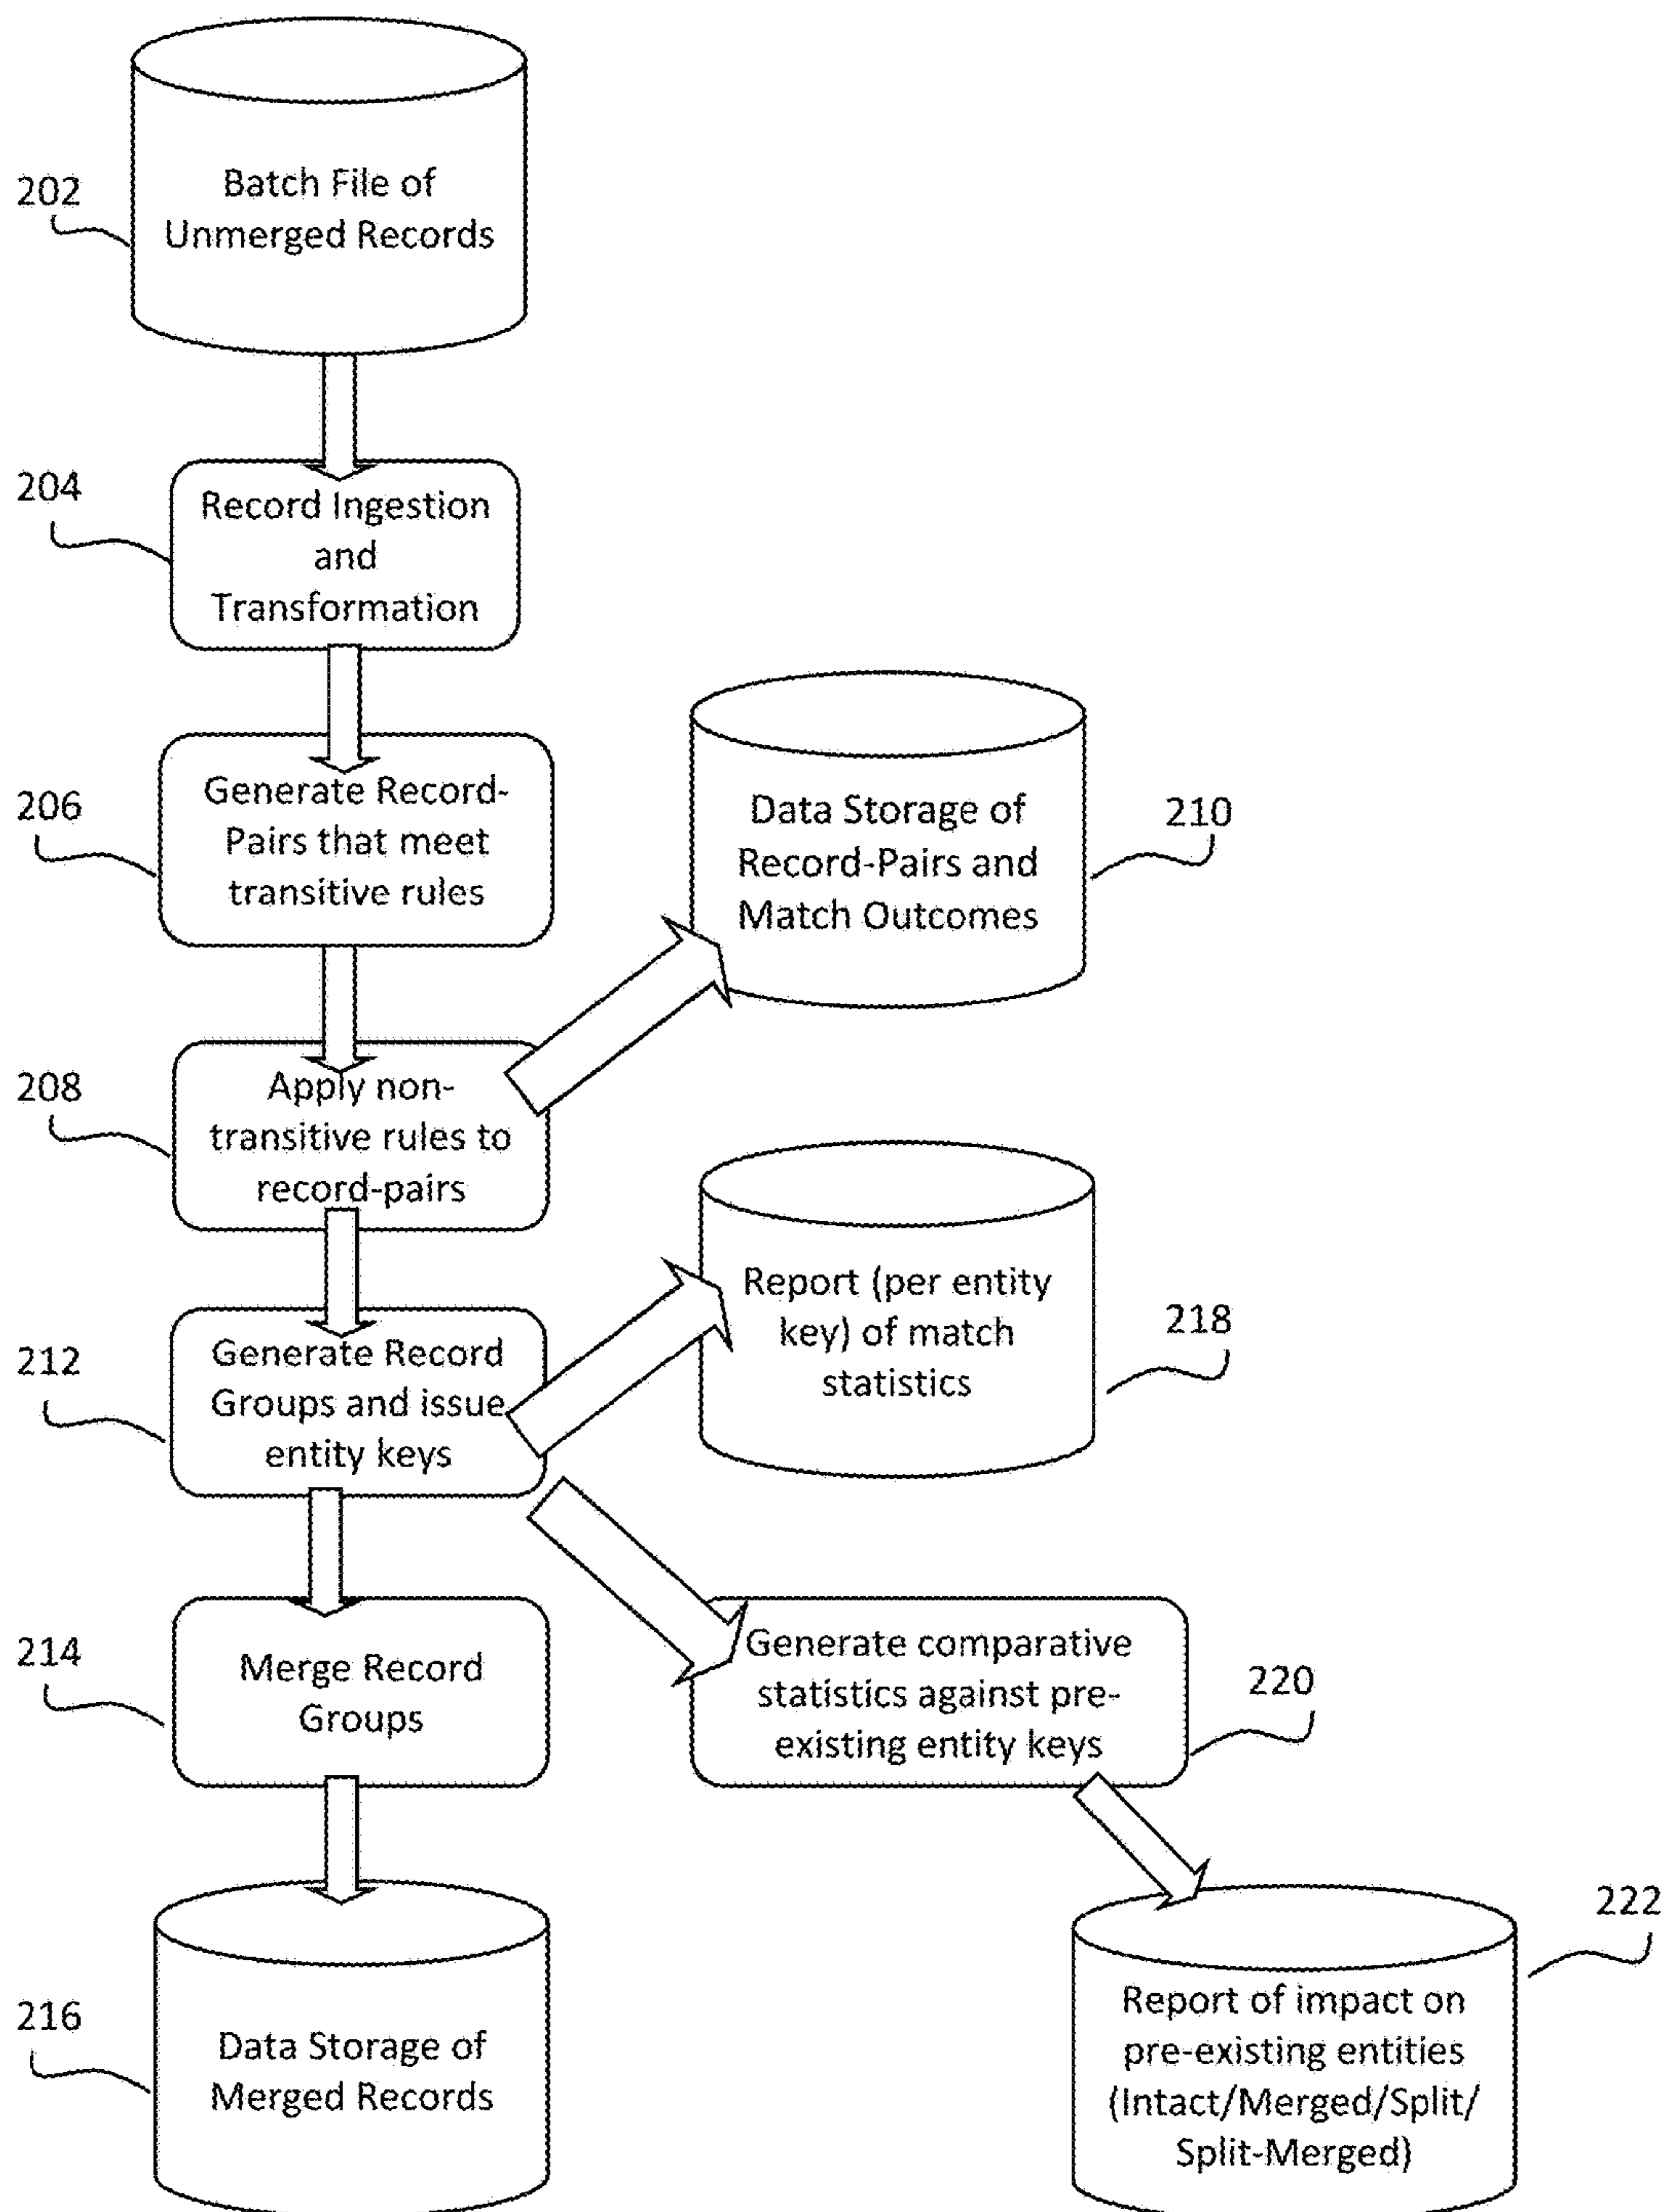 202
Batch File of
Unmerged Records
204
Record Ingestion
and
Transformation
206
Generate Record-
Pairs that meet
transitive rules
Data Storage of
Record-Pairs and
Match Outcomes
210
208
Apply non-
transitive rules to
record-pairs
Report (per entity
key) of match
statistics
218
212
Generate Record
Groups and issue
entity keys
214
Merge Record
Groups
Generate comparative
statistics against pre-
existing entity keys
220
216
Data Storage of
Merged Records
222
Report of impact on
pre-existing entities
(Intact/Merged/Split/
Split-Merged)